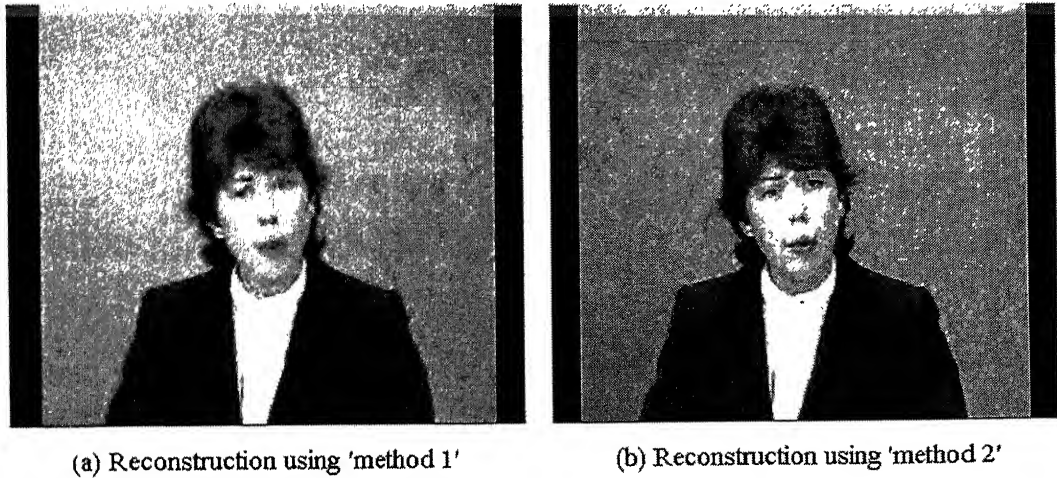 (a) Reconstruction using 'method 1'
(b) Reconstruction using 'method 2'